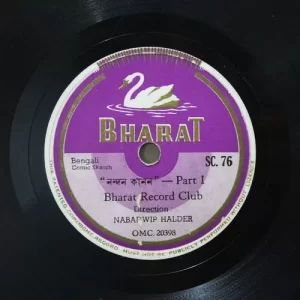 BHARAT
Bengali
Comic Sketch
SC. 76
"নন্দন কানন" — Part I
Bharat Record Club
Direction
NABADWIP HALDER
OMC. 20398